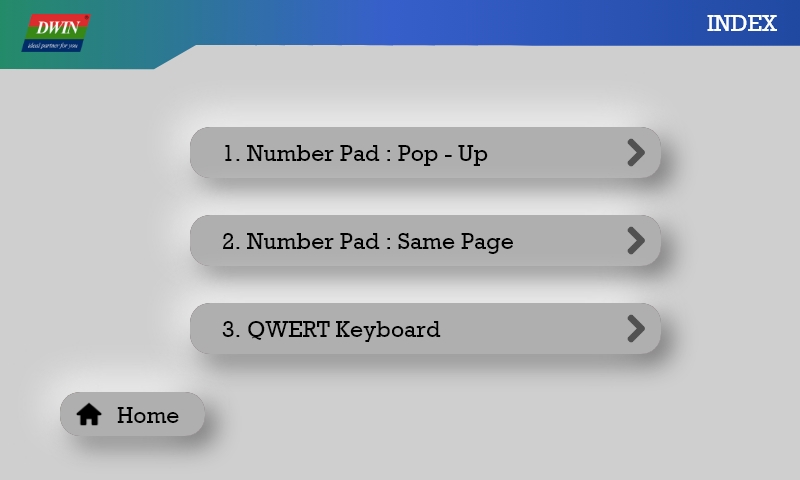 DWIN
ideal partner for you
INDEX
1. Number Pad : Pop - Up
2. Number Pad : Same Page
3. QWERT Keyboard
Home